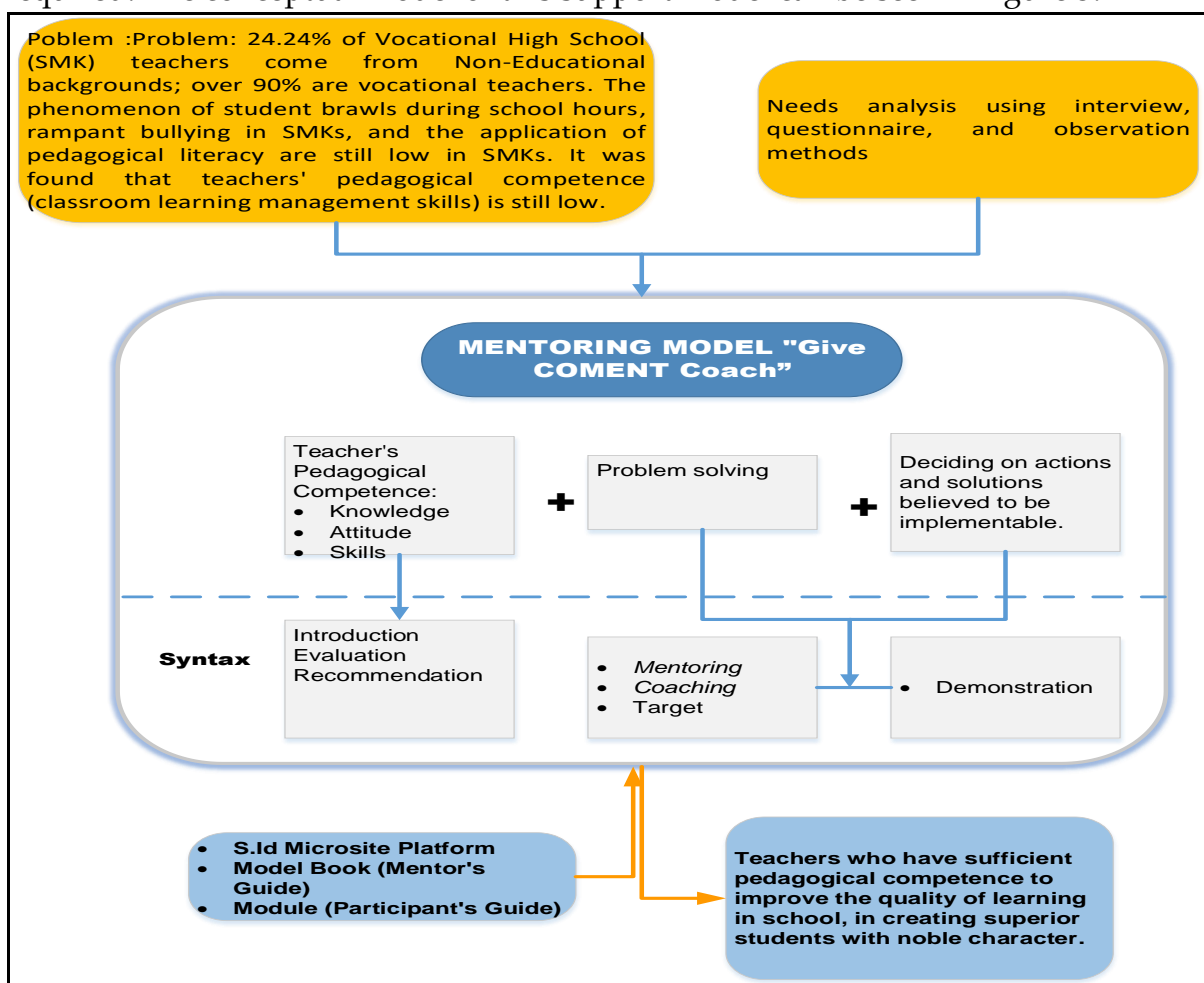 Poblem :Problem: 24.24% of Vocational High School
(SMK) teachers come from Non-Educational
backgrounds; over 90% are vocational teachers. The
phenomenon of student brawls during school hours,
rampant bullying in SMKs, and the application of
pedagogical literacy are still low in SMKs. It was
found that teachers' pedagogical competence
(classroom learning management skills) is still low.
Needs analysis using interview,
questionnaire, and observation
methods
MENTORING MODEL "Give
COMENT Coach”
Teacher's
Pedagogical
Competence:
• Knowledge
• Attitude
• Skills
+
Problem solving
+
Deciding on actions
and solutions
believed to be
implementable.
Syntax
Introduction
Evaluation
Recommendation
• Mentoring
• Coaching
• Target
• Demonstration
• S.Id Microsite Platform
• Model Book (Mentor's
Guide)
• Module (Participant's Guide)
Teachers who have sufficient
pedagogical competence to
improve the quality of learning
in school, in creating superior
students with noble character.